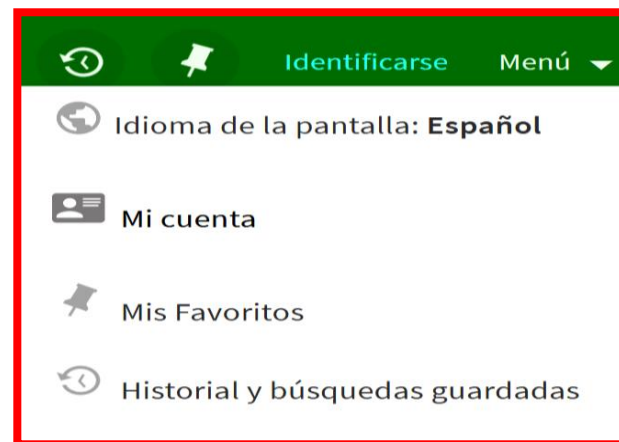 Identificarse Menú
Idioma de la pantalla: Español
Mi cuenta
Mis Favoritos
Historial y búsquedas guardadas